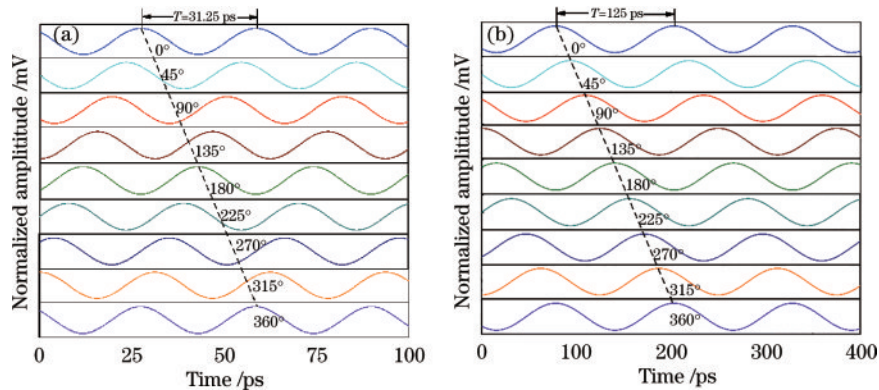 T=31.25 ps
(a)
0°
45°
90°
135°
180°
225°
270°
315°
360°
0 25 50 75 100
Time /ps
Normalized amplititude /mV
T=125 ps
(b)
0°
45°
90°
135°
180°
225°
270°
315°
360°
0 100 200 300 400
Time /ps
Normalized amplititude /mV